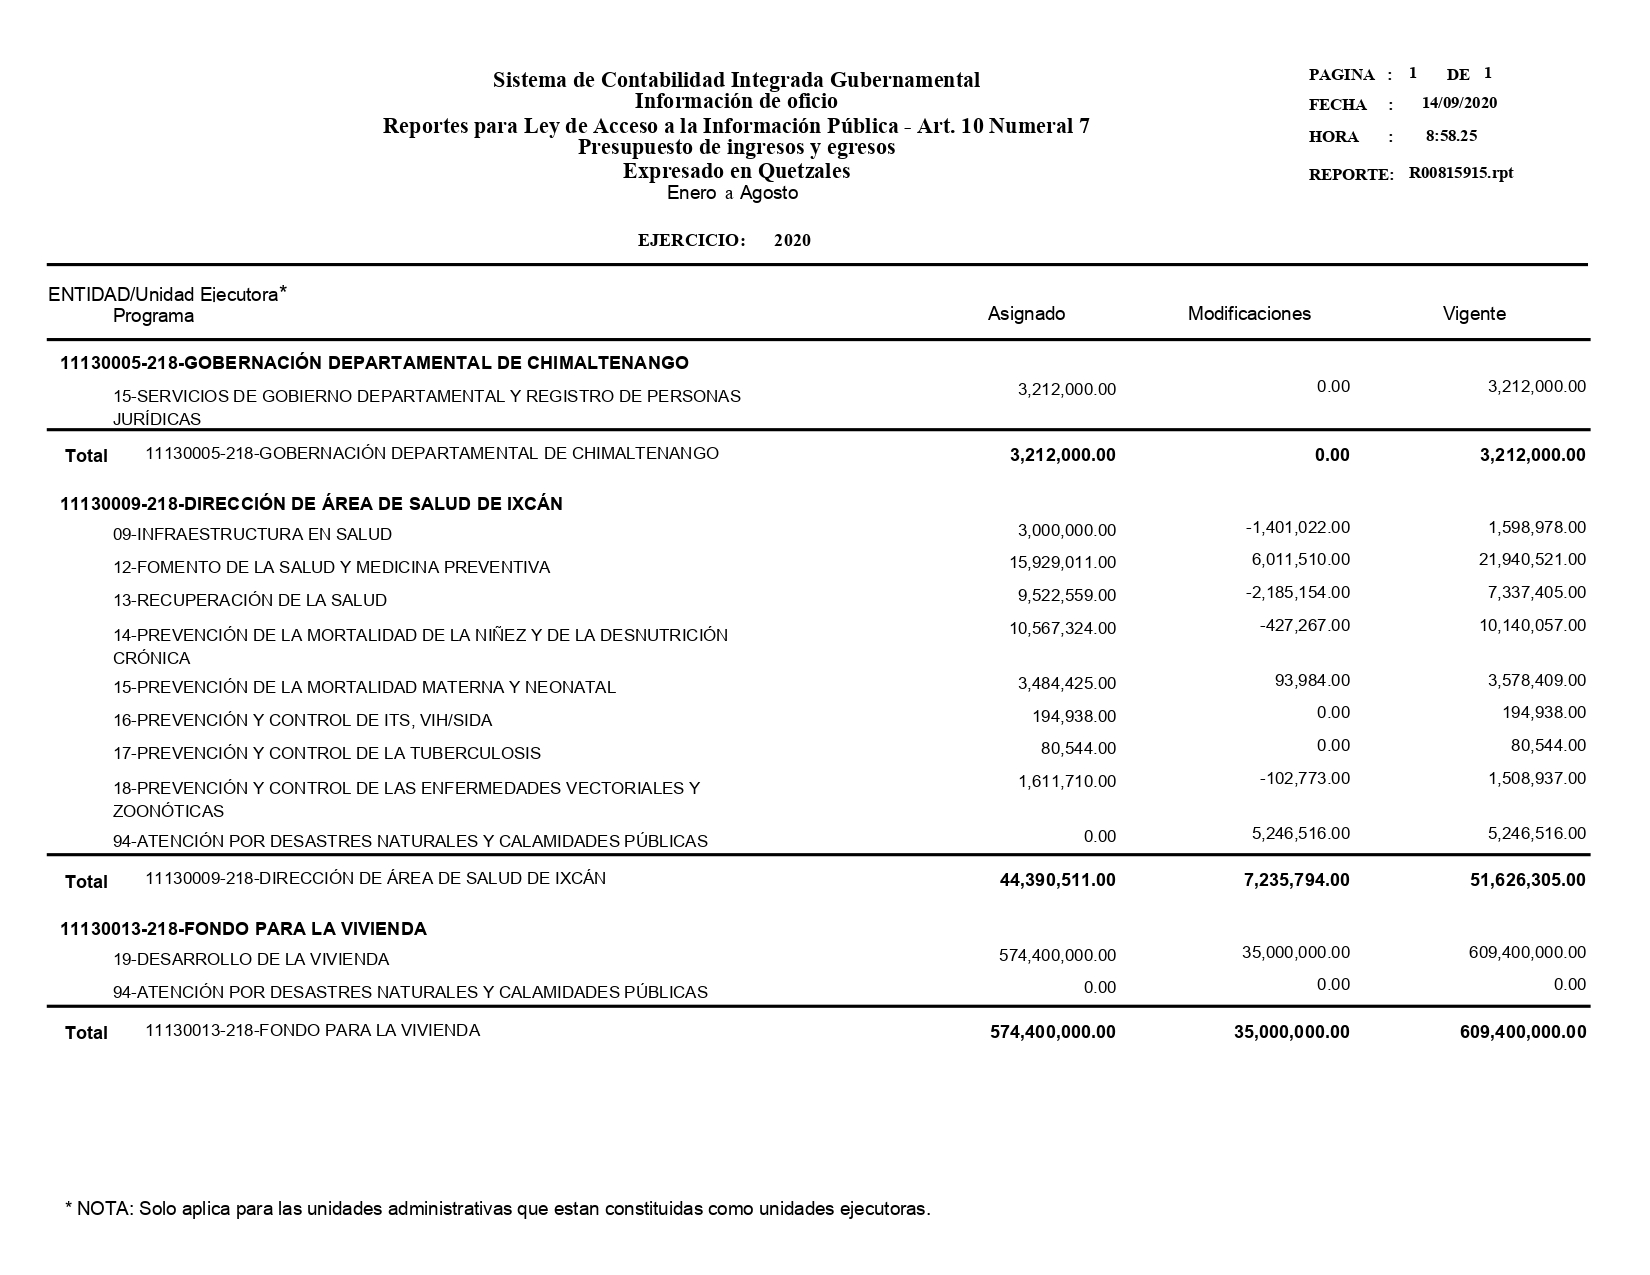 Sistema de Contabilidad Integrada Gubernamental
Información de oficio
Reportes para Ley de Acceso a la Información Pública - Art. 10 Numeral 7
Presupuesto de ingresos y egresos
Expresado en Quetzales
Enero a Agosto
EJERCICIO: 2020
PAGINA : 1 DE 1
FECHA : 14/09/2020
HORA : 8:58.25
REPORTE: R00815915.rpt
ENTIDAD/Unidad Ejecutora*
Programa Asignado Modificaciones Vigente
11130005-218-GOBERNACIÓN DEPARTAMENTAL DE CHIMALTENANGO
15-SERVICIOS DE GOBIERNO DEPARTAMENTAL Y REGISTRO DE PERSONAS 3,212,000.00 0.00 3,212,000.00
JURÍDICAS
Total 11130005-218-GOBERNACIÓN DEPARTAMENTAL DE CHIMALTENANGO 3,212,000.00 0.00 3,212,000.00
11130009-218-DIRECCIÓN DE ÁREA DE SALUD DE IXCÁN
09-INFRAESTRUCTURA EN SALUD 3,000,000.00 -1,401,022.00 1,598,978.00
12-FOMENTO DE LA SALUD Y MEDICINA PREVENTIVA 15,929,011.00 6,011,510.00 21,940,521.00
13-RECUPERACIÓN DE LA SALUD 9,522,559.00 -2,185,154.00 7,337,405.00
14-PREVENCIÓN DE LA MORTALIDAD DE LA NIÑEZ Y DE LA DESNUTRICIÓN 10,567,324.00 -427,267.00 10,140,057.00
CRÓNICA
15-PREVENCIÓN DE LA MORTALIDAD MATERNA Y NEONATAL 3,484,425.00 93,984.00 3,578,409.00
16-PREVENCIÓN Y CONTROL DE ITS, VIH/SIDA 194,938.00 0.00 194,938.00
17-PREVENCIÓN Y CONTROL DE LA TUBERCULOSIS 80,544.00 0.00 80,544.00
18-PREVENCIÓN Y CONTROL DE LAS ENFERMEDADES VECTORIALES Y 1,611,710.00 -102,773.00 1,508,937.00
ZOONÓTICAS
94-ATENCIÓN POR DESASTRES NATURALES Y CALAMIDADES PÚBLICAS 0.00 5,246,516.00 5,246,516.00
Total 11130009-218-DIRECCIÓN DE ÁREA DE SALUD DE IXCÁN 44,390,511.00 7,235,794.00 51,626,305.00
11130013-218-FONDO PARA LA VIVIENDA
19-DESARROLLO DE LA VIVIENDA 574,400,000.00 35,000,000.00 609,400,000.00
94-ATENCIÓN POR DESASTRES NATURALES Y CALAMIDADES PÚBLICAS 0.00 0.00 0.00
Total 11130013-218-FONDO PARA LA VIVIENDA 574,400,000.00 35,000,000.00 609,400,000.00
* NOTA: Solo aplica para las unidades administrativas que estan constituidas como unidades ejecutoras.